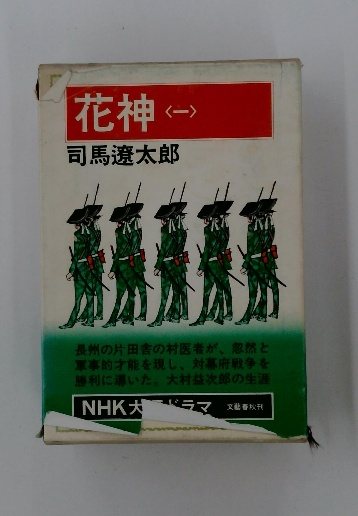 花神〈一〉
司馬遼太郎
長州の片田舎の村医者が、忽然と
軍事的才能を現し、対幕府戦争を
勝利に導いた。大村益次郎の生涯
NHK大河ドラマ
文藝春秋刊